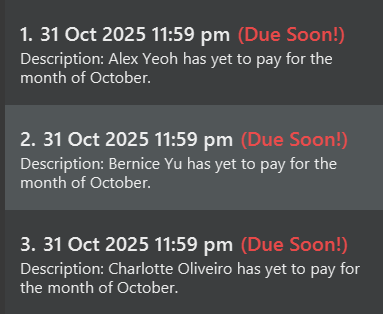 1. 31 Oct 2025 11:59 pm (Due Soon!)
Description: Alex Yeoh has yet to pay for the
month of October.
2. 31 Oct 2025 11:59 pm (Due Soon!)
Description: Bernice Yu has yet to pay for the
month of October.
3. 31 Oct 2025 11:59 pm (Due Soon!)
Description: Charlotte Oliveiro has yet to pay for
the month of October.